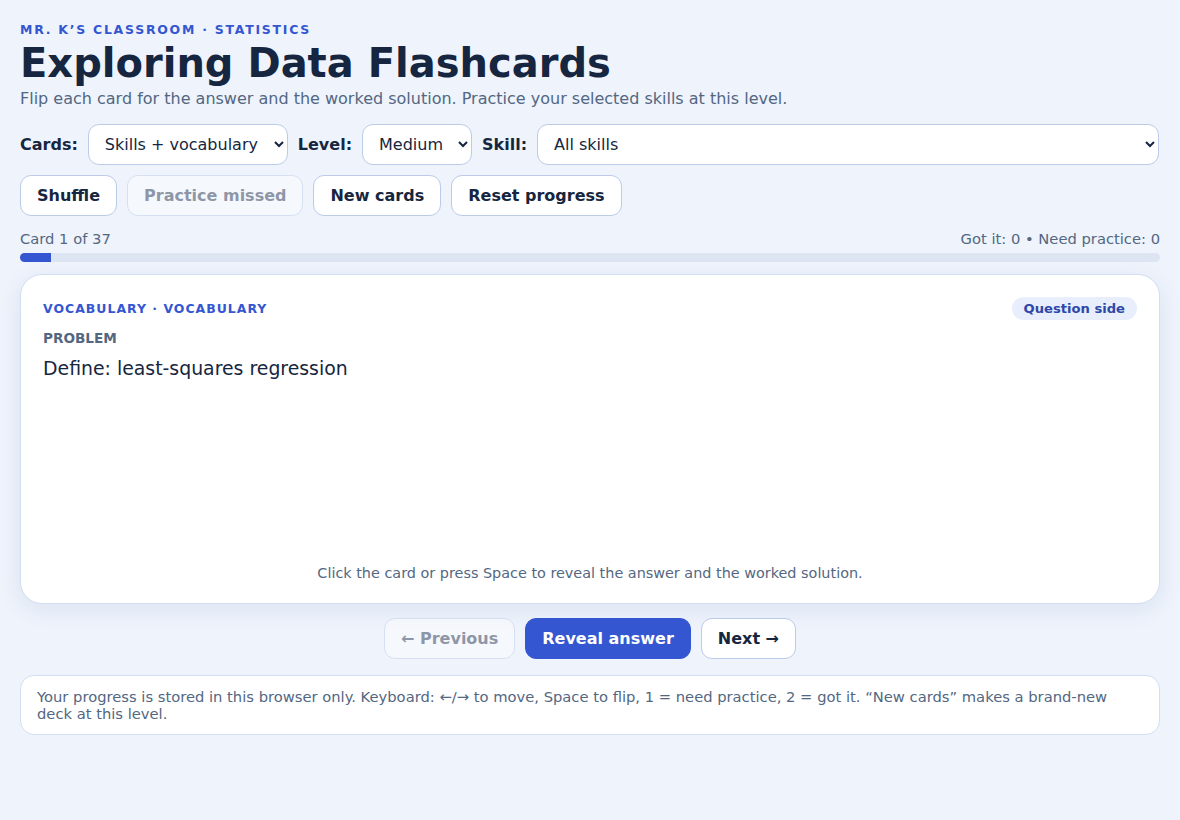 MR. K’S CLASSROOM · STATISTICS
Exploring Data Flashcards
Flip each card for the answer and the worked solution. Practice your selected skills at this level.
Cards: Skills + vocabulary Level: Medium Skill: All skills
Shuffle Practice missed New cards Reset progress
Card 1 of 37 Got it: 0 • Need practice: 0
VOCABULARY · VOCABULARY Question side
PROBLEM
Define: least-squares regression
Click the card or press Space to reveal the answer and the worked solution.
← Previous Reveal answer Next →
Your progress is stored in this browser only. Keyboard: ←/→ to move, Space to flip, 1 = need practice, 2 = got it. “New cards” makes a brand-new
deck at this level.